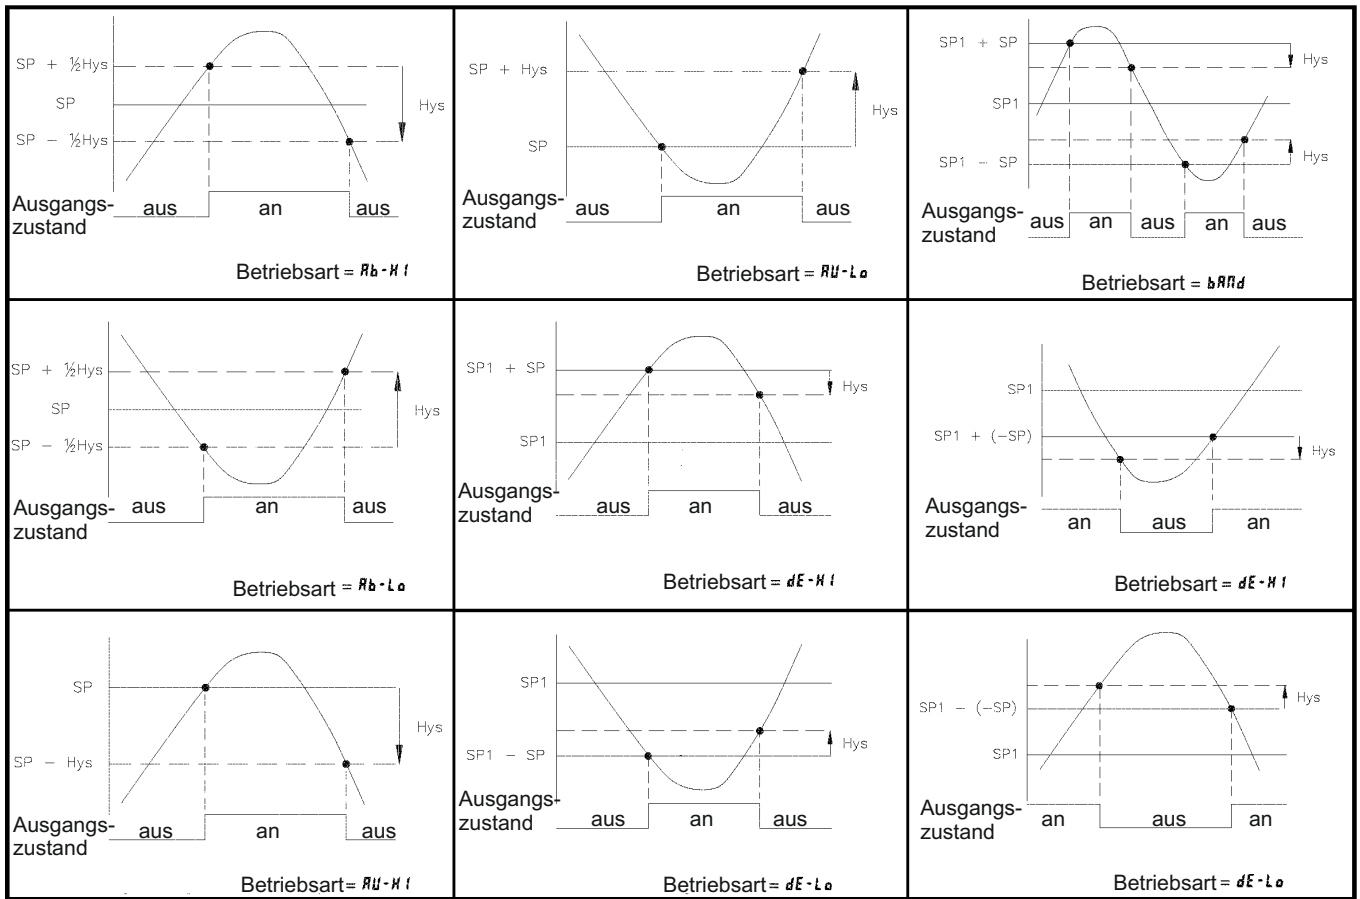 SP + ½Hys
SP
SP - ½Hys
Hys
Ausgangs-
zustand
aus an aus
Betriebsart = Ab-HI
SP + Hys
SP
Hys
Ausgangs-
zustand
aus an aus
Betriebsart = AU-Lo
SP1 + SP
SP1
SP1 - SP
Hys
Hys
Ausgangs-
zustand
aus an aus an aus
Betriebsart = bANd
SP + ½Hys
SP
SP - ½Hys
Hys
Ausgangs-
zustand
aus an aus
Betriebsart = Ab-Lo
SP1 + SP
SP1
Hys
Ausgangs-
zustand
aus an aus
Betriebsart = dE-HI
SP1
SP1 + (-SP)
Hys
Ausgangs-
zustand
an aus an
Betriebsart = dE-HI
SP
SP - Hys
Hys
Ausgangs-
zustand
aus an aus
Betriebsart= AU-HI
SP1
SP1 - SP
Hys
Ausgangs-
zustand
aus an aus
Betriebsart = dE-Lo
SP1 - (-SP)
SP1
Hys
Ausgangs-
zustand
an aus an
Betriebsart = dE-Lo